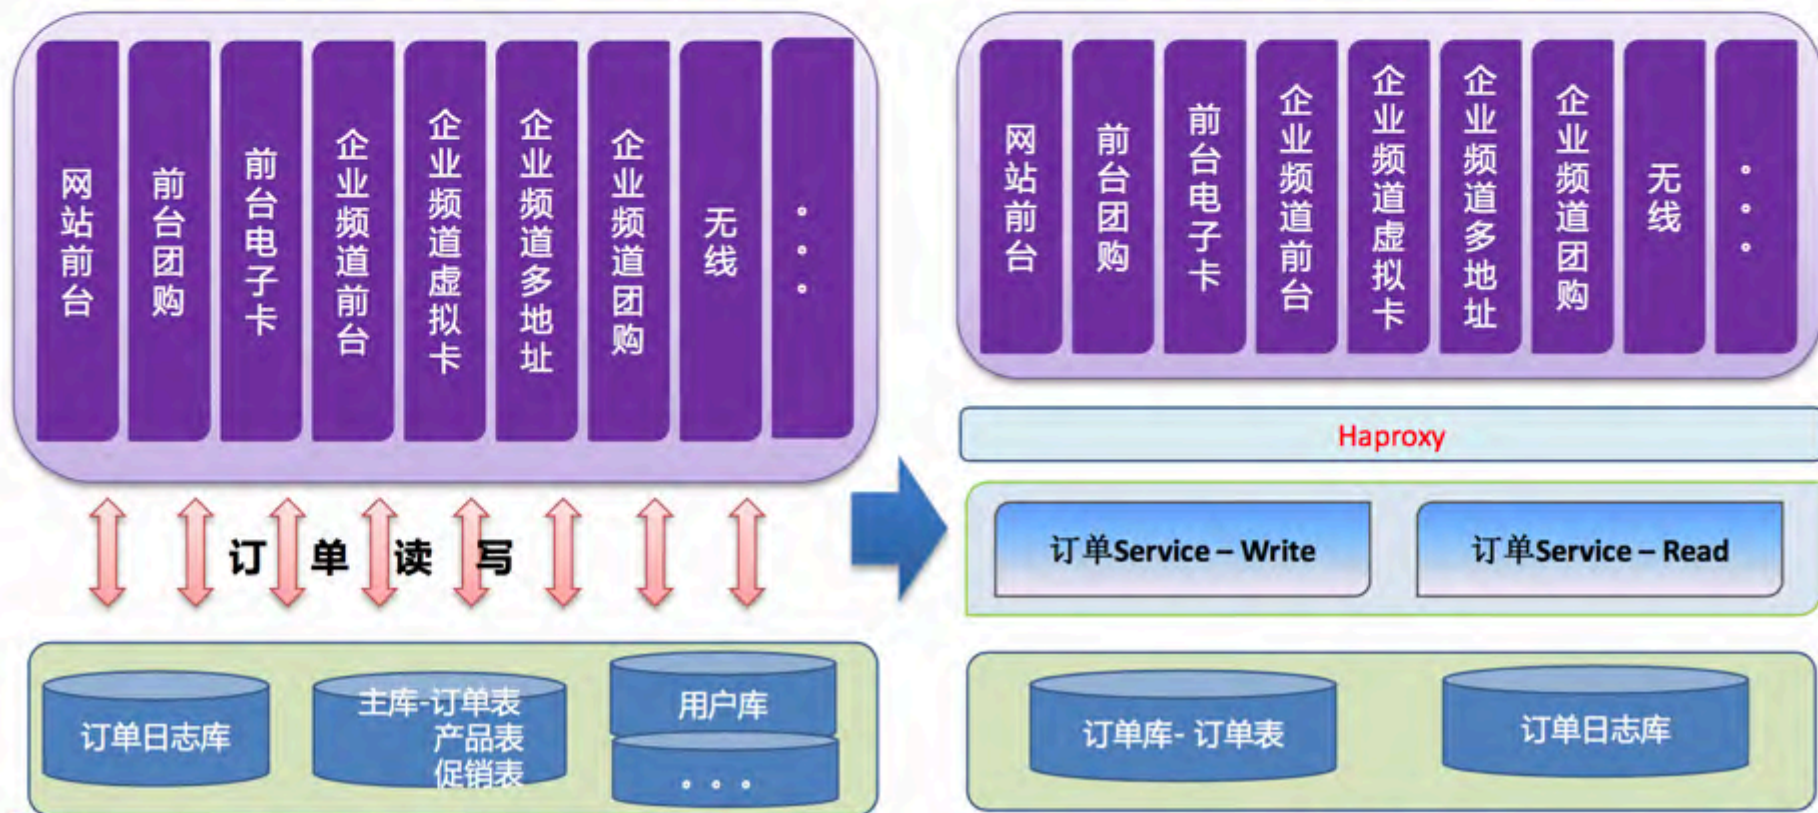 网站前台
前台团购
前台电子卡
企业频道前台
企业频道虚拟卡
企业频道多地址
企业频道团购
无线
。。。
订单读写
订单日志库
主库-订单表
产品表
促销表
用户库
。。。
网站前台
前台团购
前台电子卡
企业频道前台
企业频道虚拟卡
企业频道多地址
企业频道团购
无线
。。。
Haproxy
订单Service – Write
订单Service – Read
订单库- 订单表
订单日志库